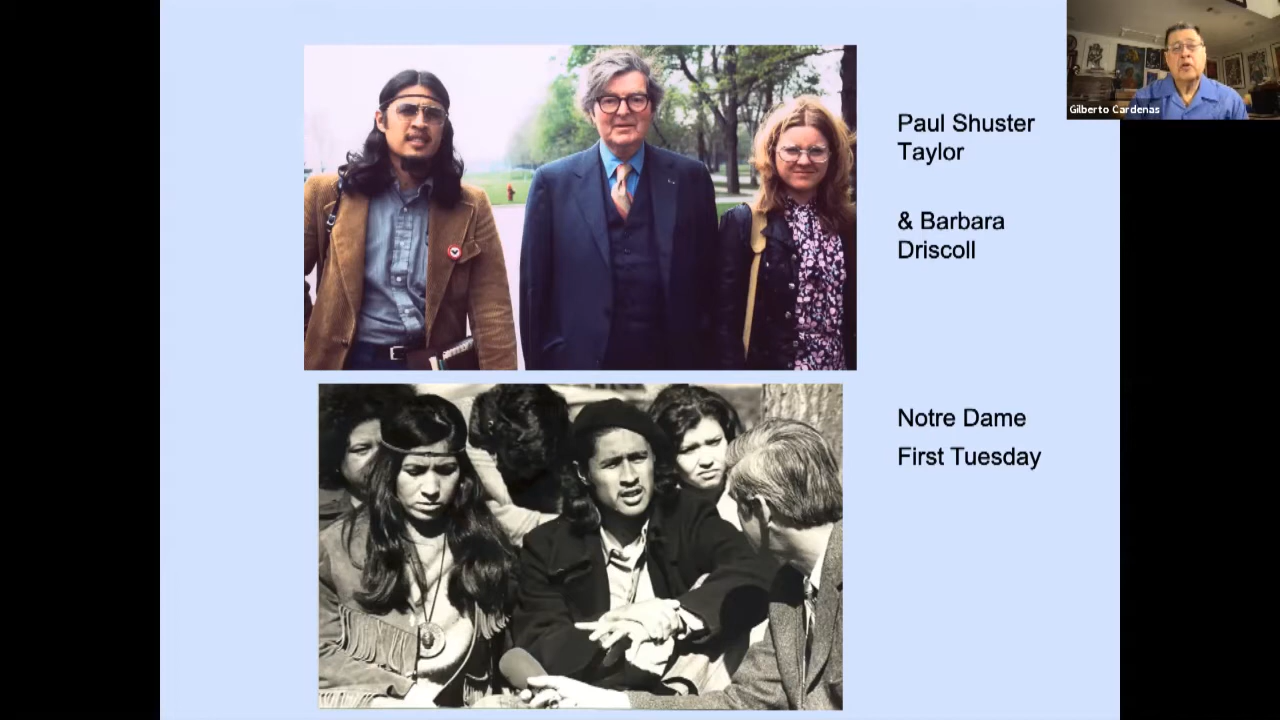 Gilberto Cardenas
Paul Shuster
Taylor
& Barbara
Driscoll
Notre Dame
First Tuesday